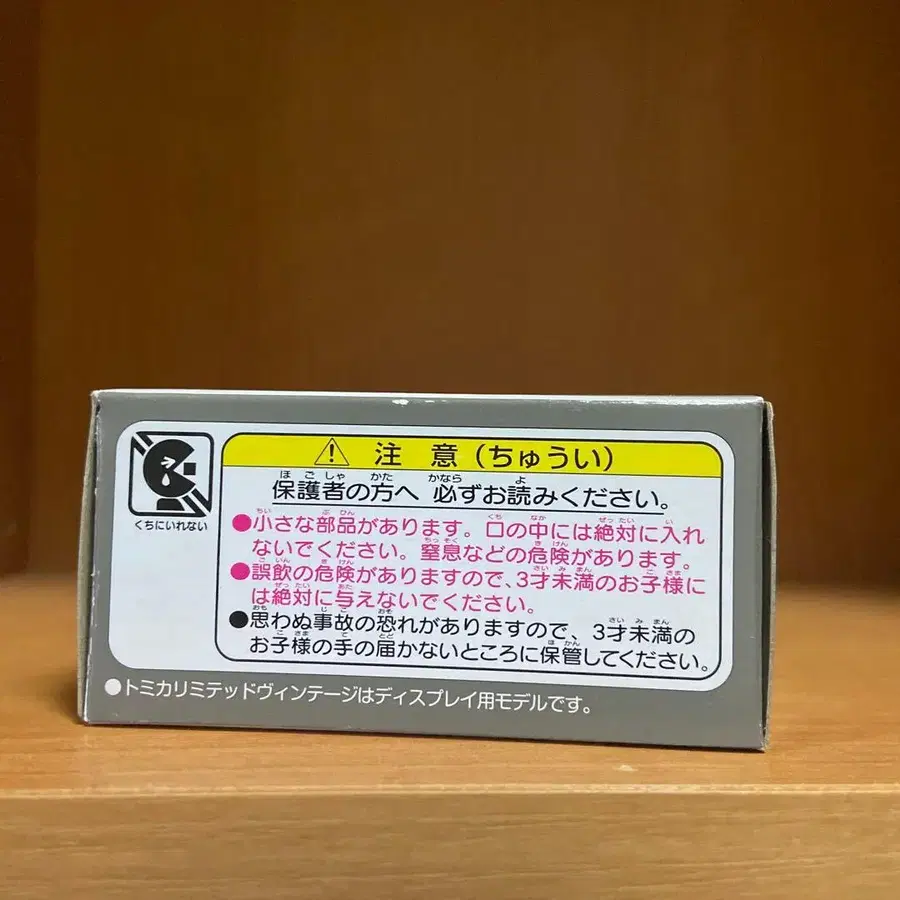 くちにいれない
注意（ちゅうい）
保護者の方へ 必ずお読みください。
●小さな部品があります。口の中には絶対に入れ
ないでください。窒息などの危険があります。
●誤飲の危険がありますので、3才未満のお子様に
は絶対に与えないでください。
●思わぬ事故の恐れがありますので、3才未満の
お子様の手の届かないところに保管してください。
●トミカリミテッドヴィンテージはディスプレイ用モデルです。